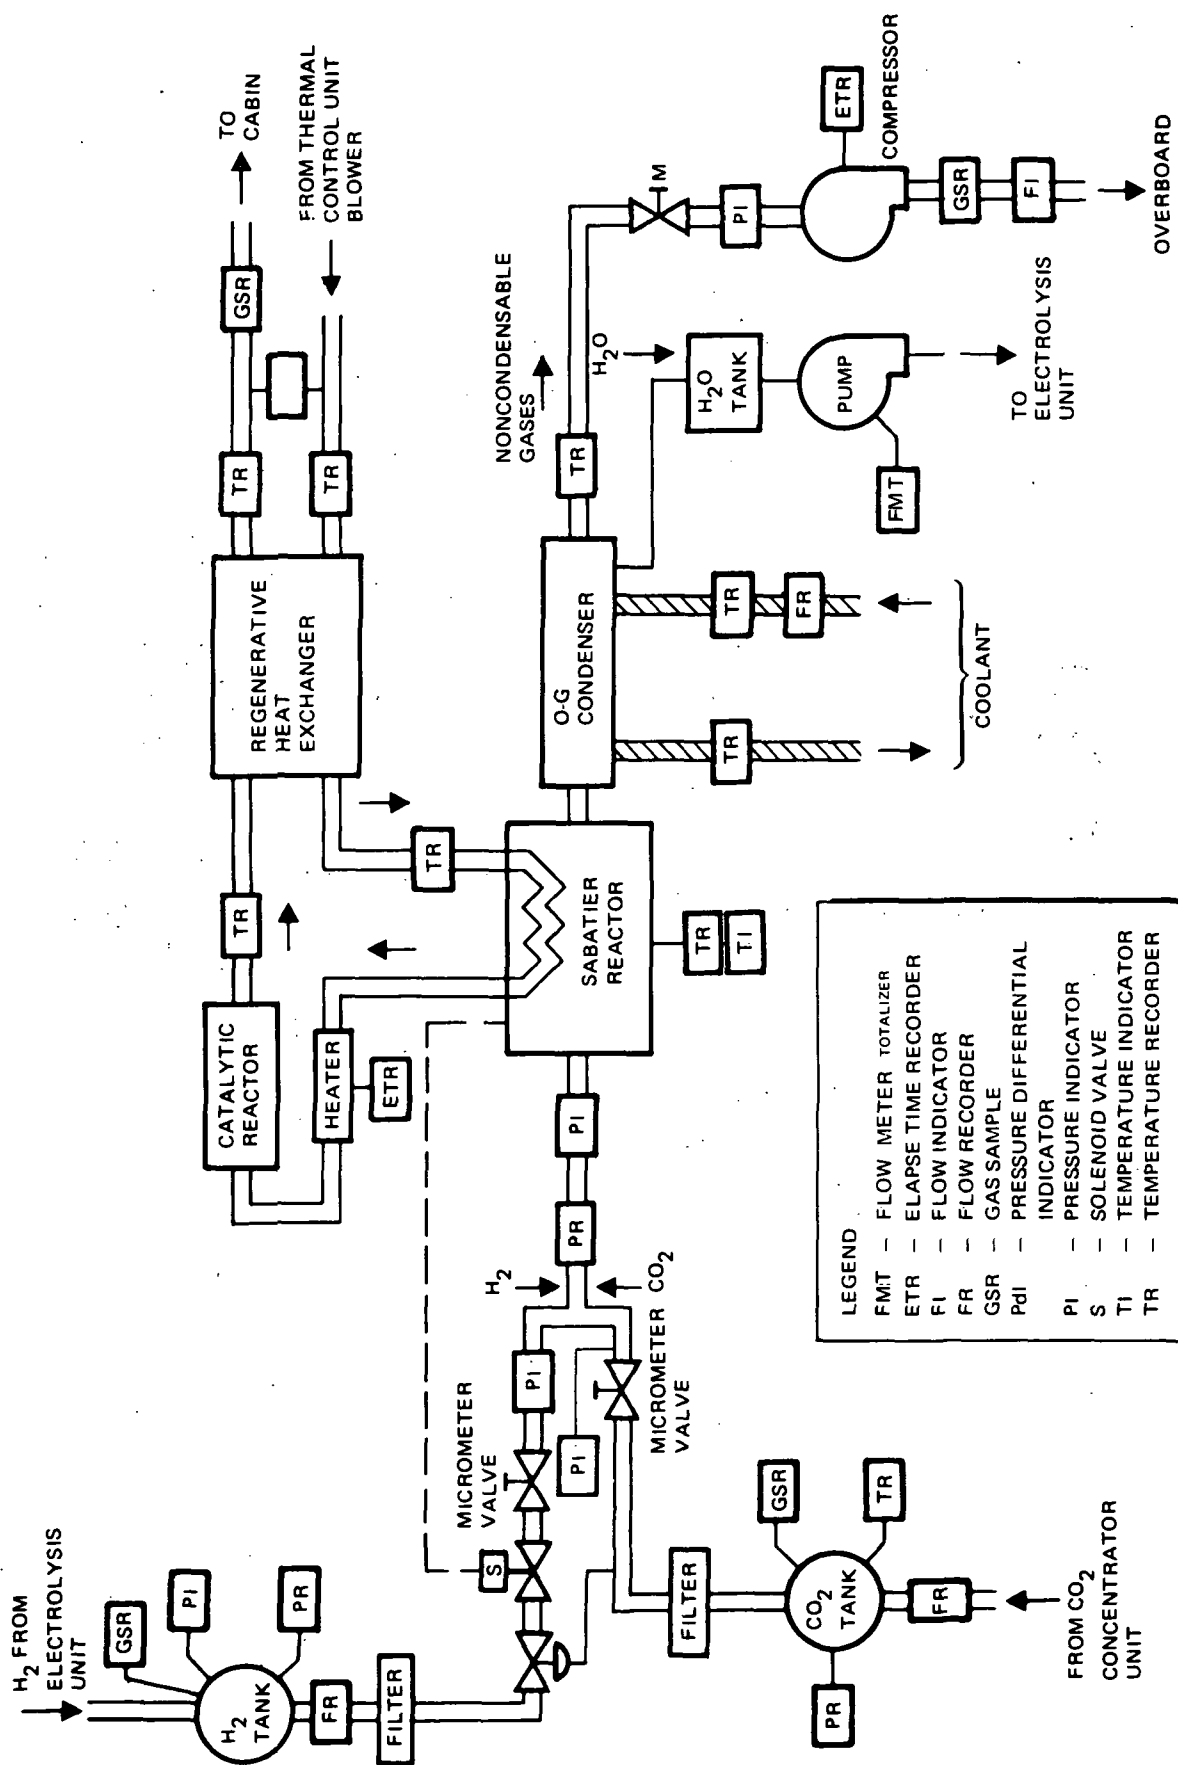 H2 FROM
ELECTROLYSIS
UNIT
GSR
PI
PR
H2
TANK
FR
FILTER
S
MICROMETER
VALVE
PI
PI
MICROMETER
VALVE
H2
CO2
PR
PI
FILTER
GSR
TR
CO2
TANK
PR
FR
FROM CO2
CONCENTRATOR
UNIT
CATALYTIC
REACTOR
HEATER
ETR
TR
TR
SABATIER
REACTOR
TR
TI
REGENERATIVE
HEAT
EXCHANGER
TR
TR
GSR
TO
CABIN
FROM THERMAL
CONTROL UNIT
BLOWER
O-G
CONDENSER
TR
TR
FR
COOLANT
TR
NONCONDENSABLE
GASES
H2O
H2O
TANK
PUMP
FMT
TO
ELECTROLYSIS
UNIT
M
PI
ETR
COMPRESSOR
GSR
FI
OVERBOARD
LEGEND
FMT – FLOW METER TOTALIZER
ETR – ELAPSE TIME RECORDER
FI – FLOW INDICATOR
FR – FLOW RECORDER
GSR – GAS SAMPLE
PdI – PRESSURE DIFFERENTIAL
INDICATOR
PI – PRESSURE INDICATOR
S – SOLENOID VALVE
TI – TEMPERATURE INDICATOR
TR – TEMPERATURE RECORDER